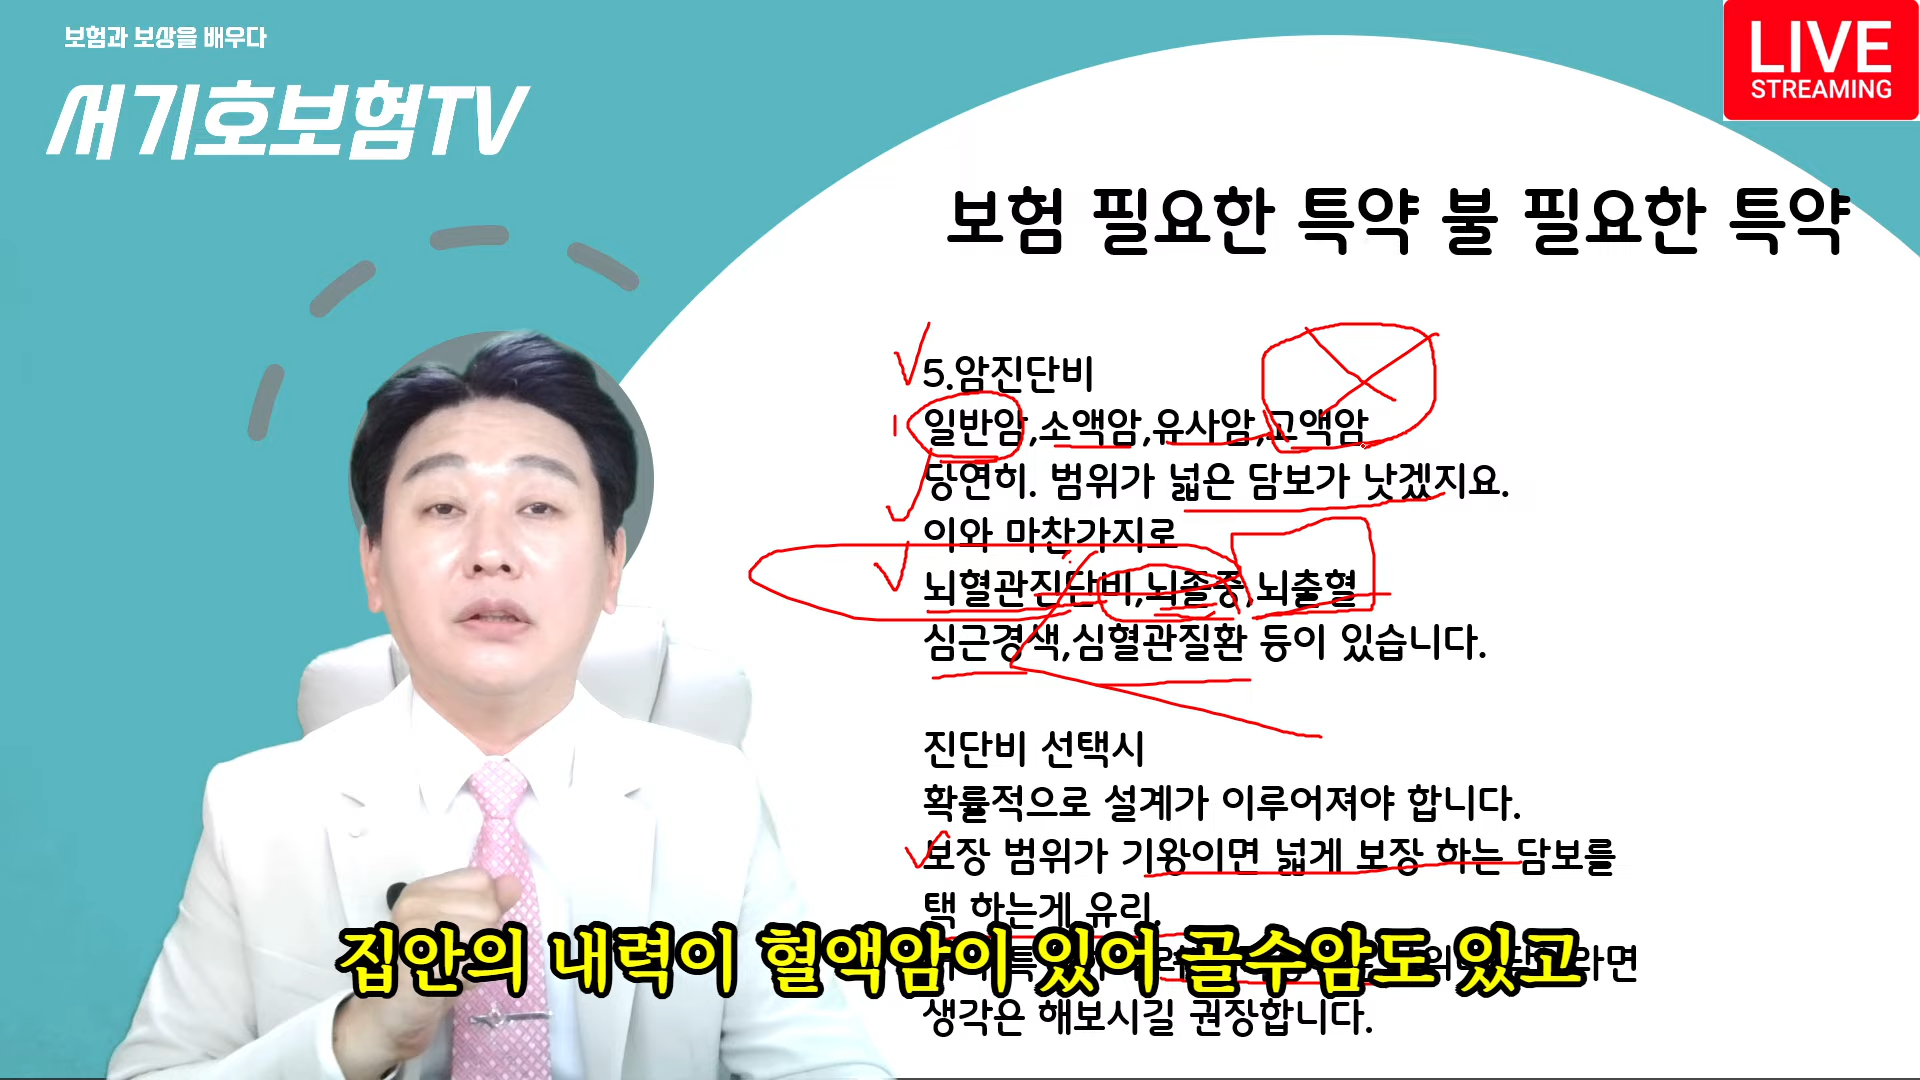 보험과 보상을 배우다
새기호보험TV
LIVE
STREAMING
보험 필요한 특약 불 필요한 특약
5.암진단비
일반암,소액암,유사암,고액암
당연히. 범위가 넓은 담보가 낫겠지요.
이와 마찬가지로
뇌혈관진단비,뇌졸중,뇌출혈
심근경색,심혈관질환 등이 있습니다.
진단비 선택시
확률적으로 설계가 이루어져야 합니다.
보장 범위가 기왕이면 넓게 보장 하는 담보를
택 하는게 유리.
라면
생각은 해보시길 권장합니다.
집안의 내력이 혈액암이 있어 골수암도 있고